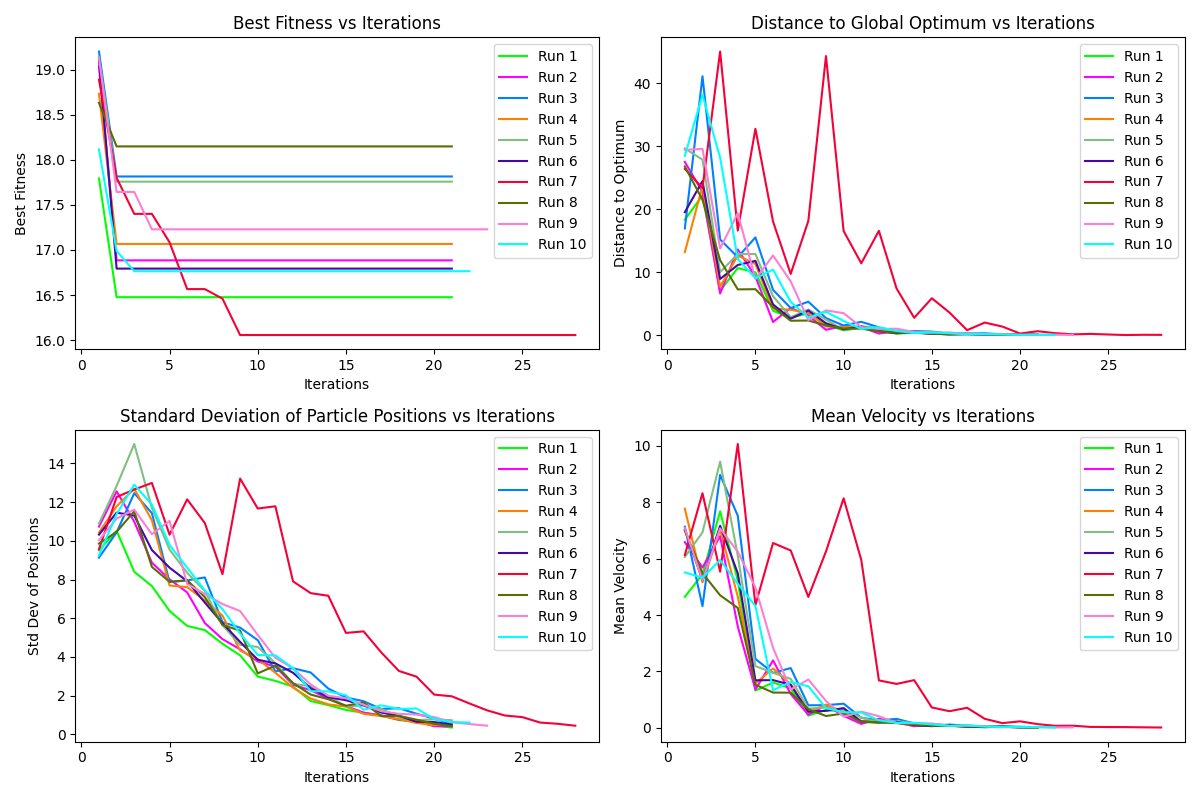 Best Fitness vs Iterations
Best Fitness
19.0
18.5
18.0
17.5
17.0
16.5
16.0
0
5
10
15
20
25
Iterations
Run 1
Run 2
Run 3
Run 4
Run 5
Run 6
Run 7
Run 8
Run 9
Run 10
Distance to Global Optimum vs Iterations
Distance to Optimum
40
30
20
10
0
0
5
10
15
20
25
Iterations
Run 1
Run 2
Run 3
Run 4
Run 5
Run 6
Run 7
Run 8
Run 9
Run 10
Standard Deviation of Particle Positions vs Iterations
Std Dev of Positions
14
12
10
8
6
4
2
0
0
5
10
15
20
25
Iterations
Run 1
Run 2
Run 3
Run 4
Run 5
Run 6
Run 7
Run 8
Run 9
Run 10
Mean Velocity vs Iterations
Mean Velocity
10
8
6
4
2
0
0
5
10
15
20
25
Iterations
Run 1
Run 2
Run 3
Run 4
Run 5
Run 6
Run 7
Run 8
Run 9
Run 10